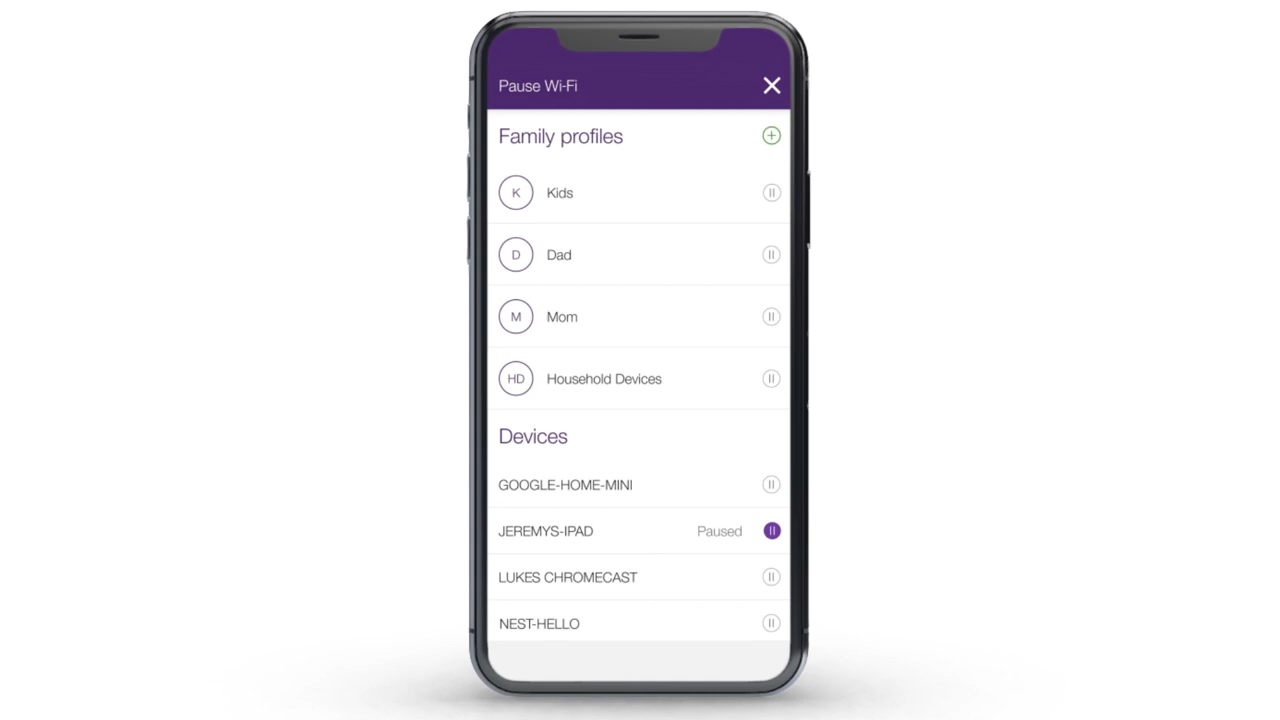 Pause Wi-Fi
Family profiles
K Kids
D Dad
M Mom
HD Household Devices
Devices
GOOGLE-HOME-MINI
JEREMYS-IPAD Paused
LUKES CHROMECAST
NEST-HELLO